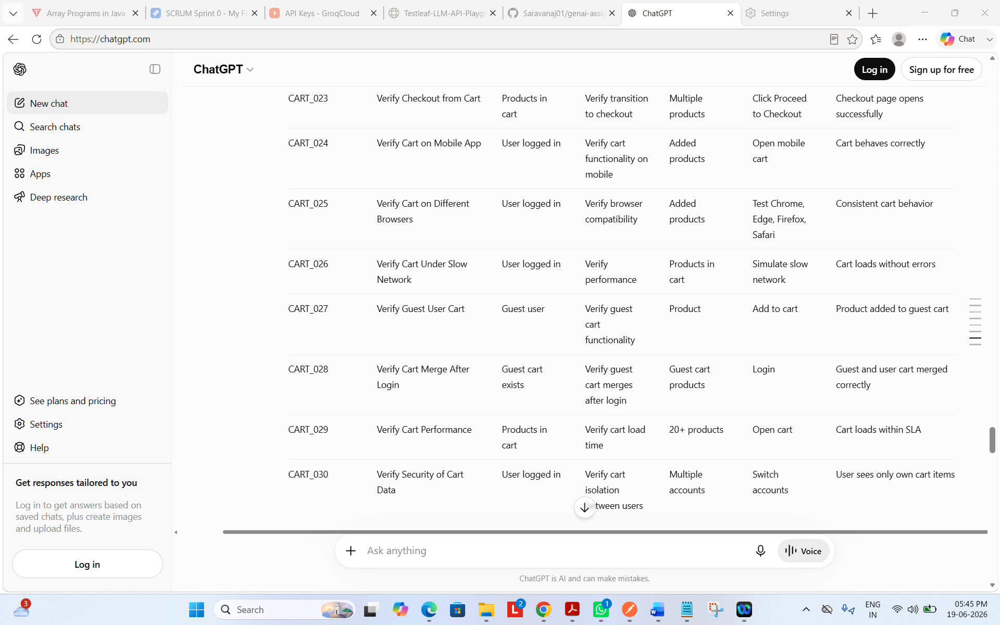 Array Programs in Java
SCRUM Sprint 0 - My Fi
API Keys - GroqCloud
Testleaf-LLM-API-Playgr
Saravanaj01/genai-assig
ChatGPT
Settings
https://chatgpt.com
Chat
ChatGPT
Log in
Sign up for free
New chat
Search chats
Images
Apps
Deep research
See plans and pricing
Settings
Help
Get responses tailored to you
Log in to get answers based on
saved chats, plus create images
and upload files.
Log in
CART_023 Verify Checkout from Cart Products in Verify transition Multiple Click Proceed Checkout page opens
cart to checkout products to Checkout successfully
CART_024 Verify Cart on Mobile App User logged in Verify cart Added Open mobile Cart behaves correctly
functionality on products cart
mobile
CART_025 Verify Cart on Different User logged in Verify browser Added Test Chrome, Consistent cart behavior
Browsers compatibility products Edge, Firefox,
Safari
CART_026 Verify Cart Under Slow User logged in Verify Products in Simulate slow Cart loads without errors
Network performance cart network
CART_027 Verify Guest User Cart Guest user Verify guest Product Add to cart Product added to guest cart
cart
functionality
CART_028 Verify Cart Merge After Guest cart Verify guest Guest cart Login Guest and user cart merged
Login exists cart merges products correctly
after login
CART_029 Verify Cart Performance Products in Verify cart load 20+ products Open cart Cart loads within SLA
cart time
CART_030 Verify Security of Cart User logged in Verify cart Multiple Switch User sees only own cart items
Data isolation accounts accounts
tween users
Ask anything
Voice
ChatGPT is AI and can make mistakes.
3
Search
2
1
ENG
IN
05:45 PM
19-06-2026